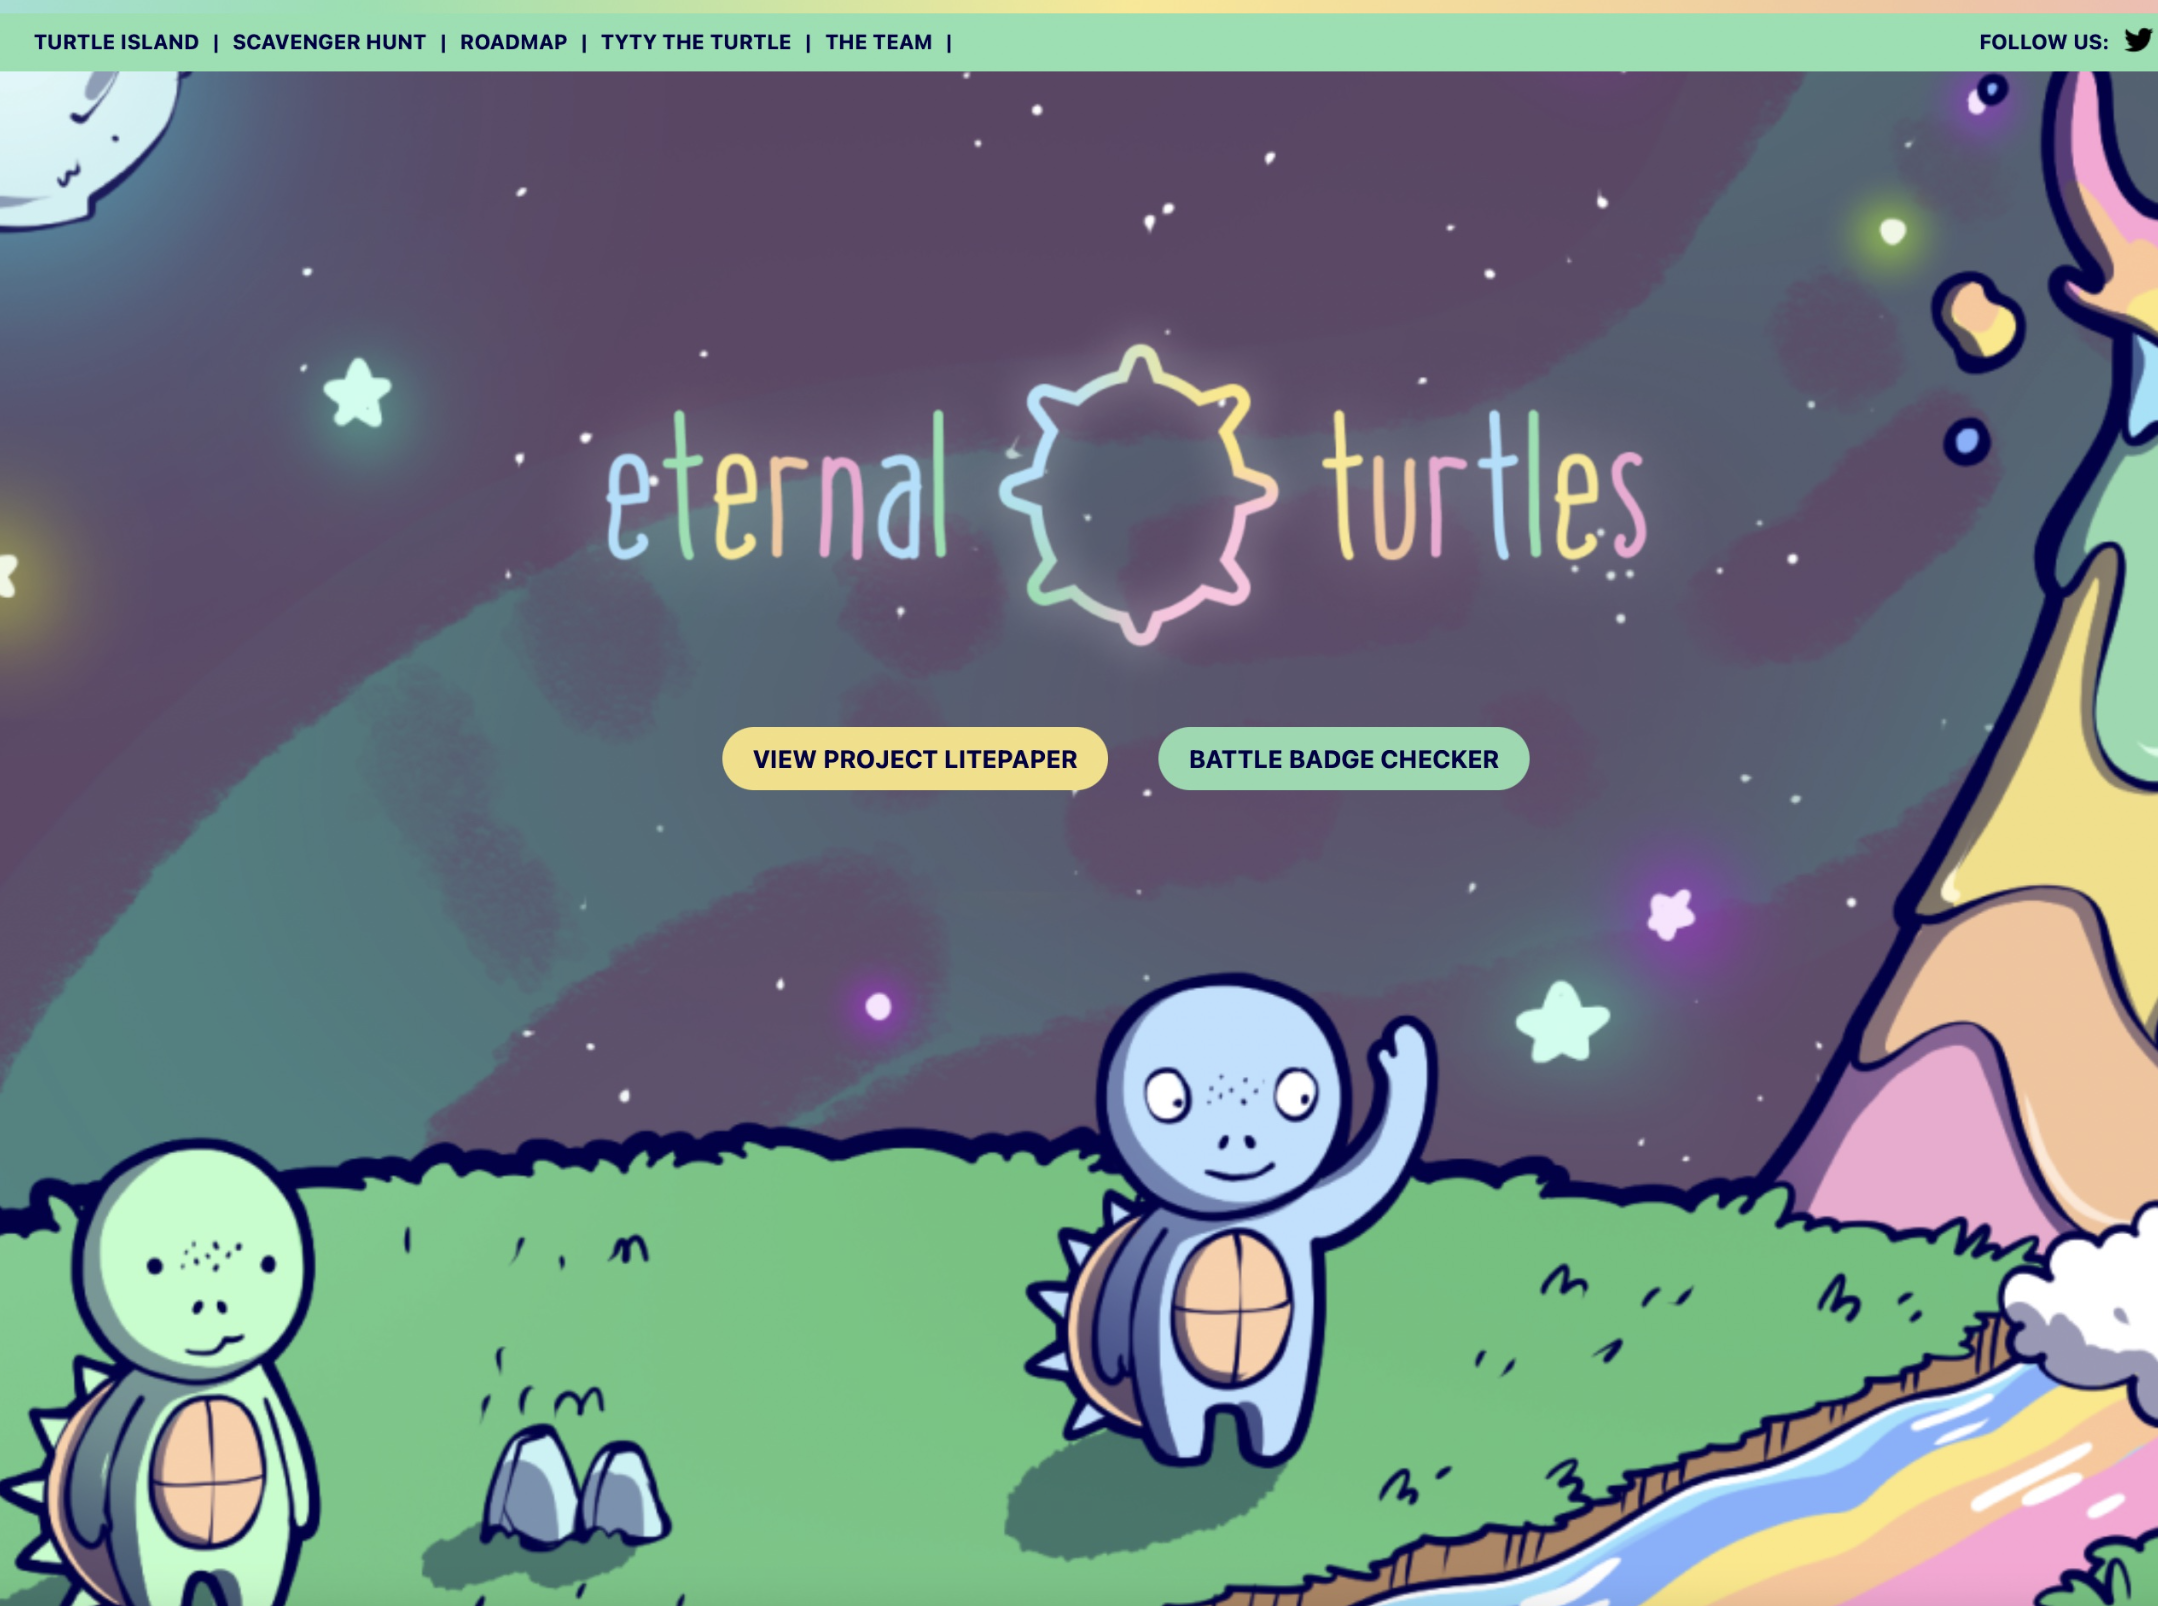 TURTLE ISLAND | SCAVENGER HUNT | ROADMAP | TYTY THE TURTLE | THE TEAM | FOLLOW US:
eternal turtles
VIEW PROJECT LITEPAPER BATTLE BADGE CHECKER